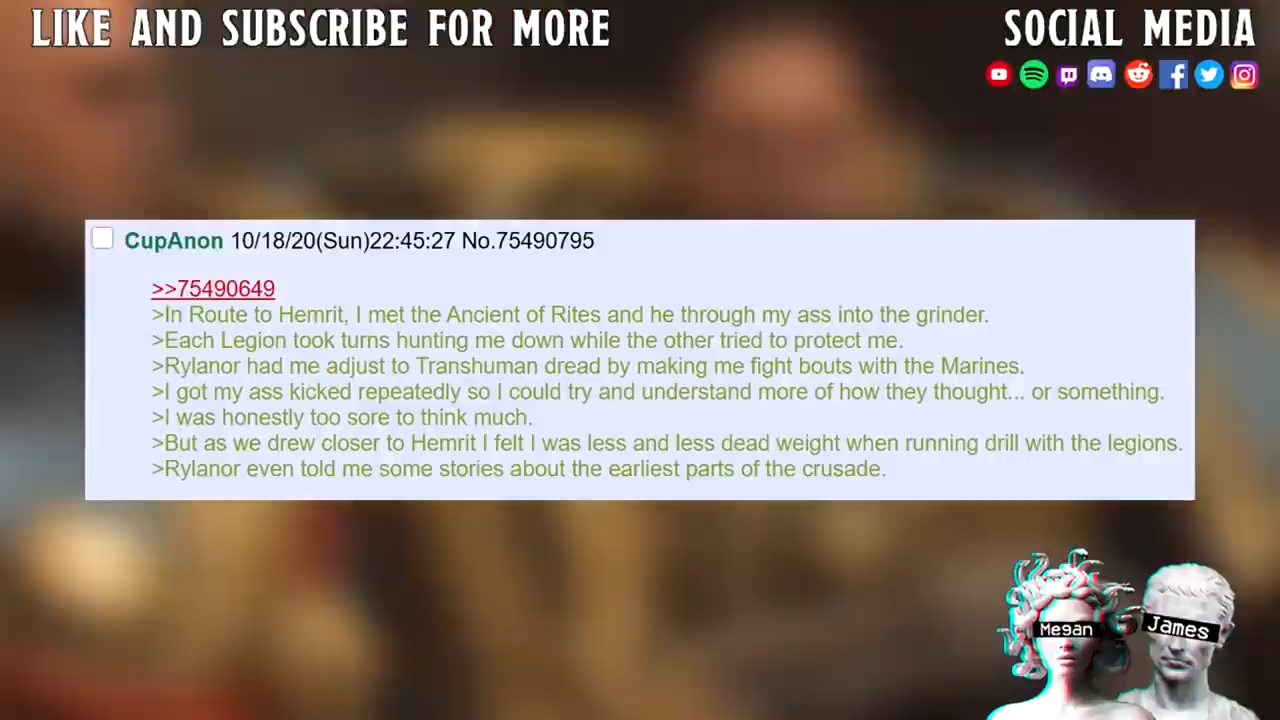 LIKE AND SUBSCRIBE FOR MORE
SOCIAL MEDIA
CupAnon 10/18/20(Sun)22:45:27 No.75490795
>>75490649
>In Route to Hemrit, I met the Ancient of Rites and he through my ass into the grinder.
>Each Legion took turns hunting me down while the other tried to protect me.
>Rylanor had me adjust to Transhuman dread by making me fight bouts with the Marines.
>I got my ass kicked repeatedly so I could try and understand more of how they thought... or something.
>I was honestly too sore to think much.
>But as we drew closer to Hemrit I felt I was less and less dead weight when running drill with the legions.
>Rylanor even told me some stories about the earliest parts of the crusade.
Megan
James